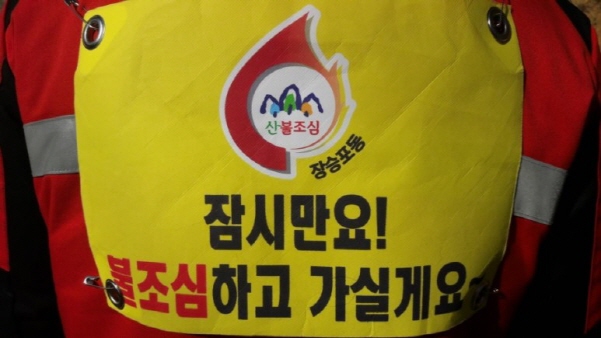 산불조심
장승포동
잠시만요!
불조심하고 가실게요~